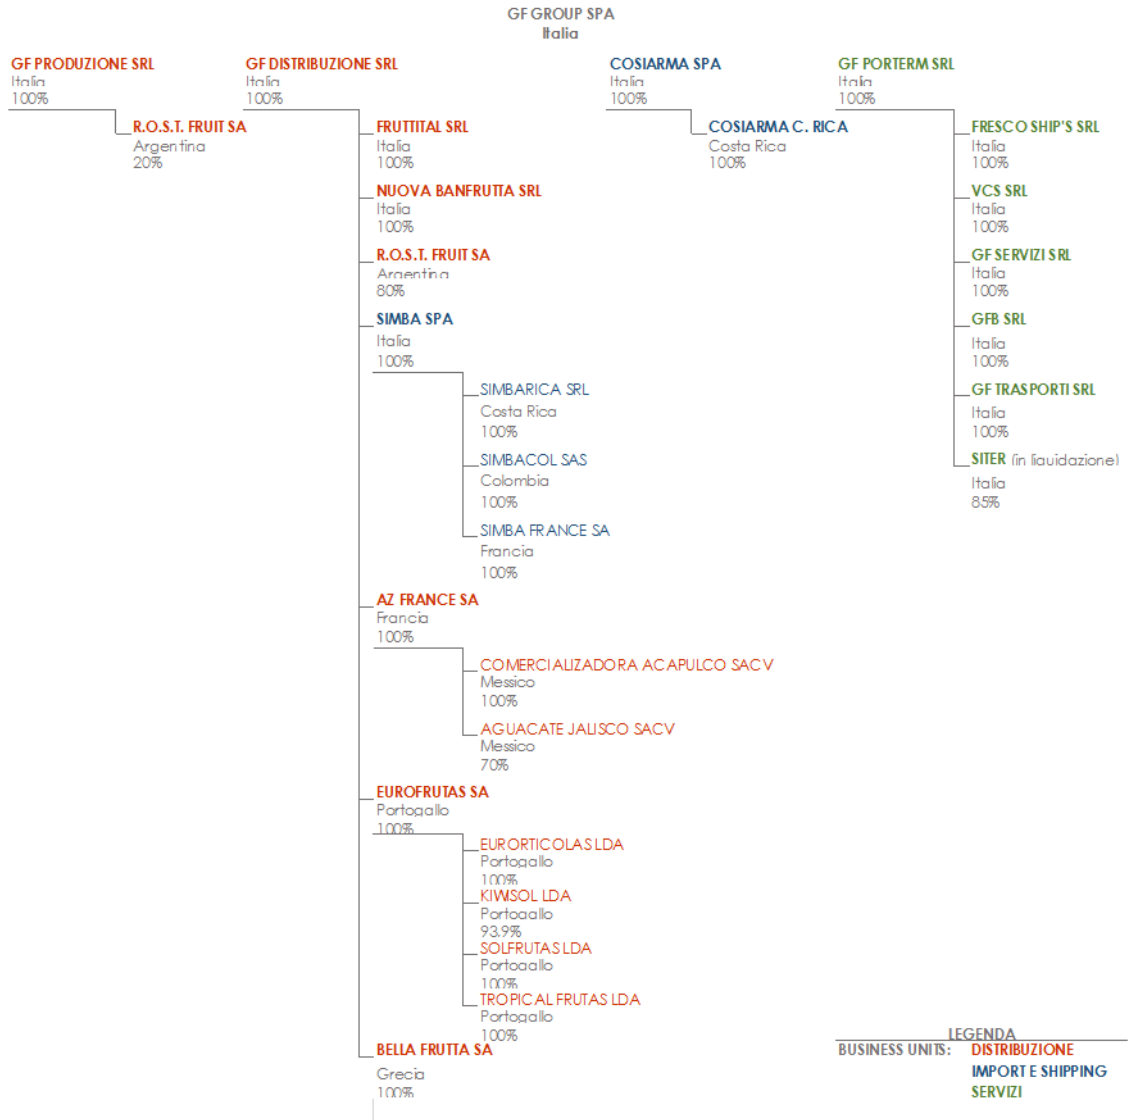 GF GROUP SPA
Italia
GF PRODUZIONE SRL
Italia
100%
R.O.S.T. FRUIT SA
Argentina
20%
GF DISTRIBUZIONE SRL
Italia
100%
FRUTTITAL SRL
Italia
100%
NUOVA BANFRUTTA SRL
Italia
100%
R.O.S.T. FRUIT SA
Argentina
80%
SIMBA SPA
Italia
100%
SIMBARICA SRL
Costa Rica
100%
SIMBACOL SAS
Colombia
100%
SIMBA FRANCE SA
Francia
100%
AZ FRANCE SA
Francia
100%
COMERCIALIZADORA ACAPULCO SACV
Messico
100%
AGUACATE JALISCO SACV
Messico
70%
EUROFRUTAS SA
Portogallo
100%
EURORTICOLAS LDA
Portogallo
100%
KIWISOL LDA
Portogallo
93.9%
SOLFRUTAS LDA
Portogallo
100%
TROPICAL FRUTAS LDA
Portogallo
100%
BELLA FRUTTA SA
Grecia
100%
COSIARMA SPA
Italia
100%
COSIARMA C. RICA
Costa Rica
100%
GF PORTERM SRL
Italia
100%
FRESCO SHIP'S SRL
Italia
100%
VCS SRL
Italia
100%
GF SERVIZI SRL
Italia
100%
GFB SRL
Italia
100%
GF TRASPORTI SRL
Italia
100%
SITER (in liquidazione)
Italia
85%
LEGENDA
BUSINESS UNITS: DISTRIBUZIONE
IMPORT E SHIPPING
SERVIZI